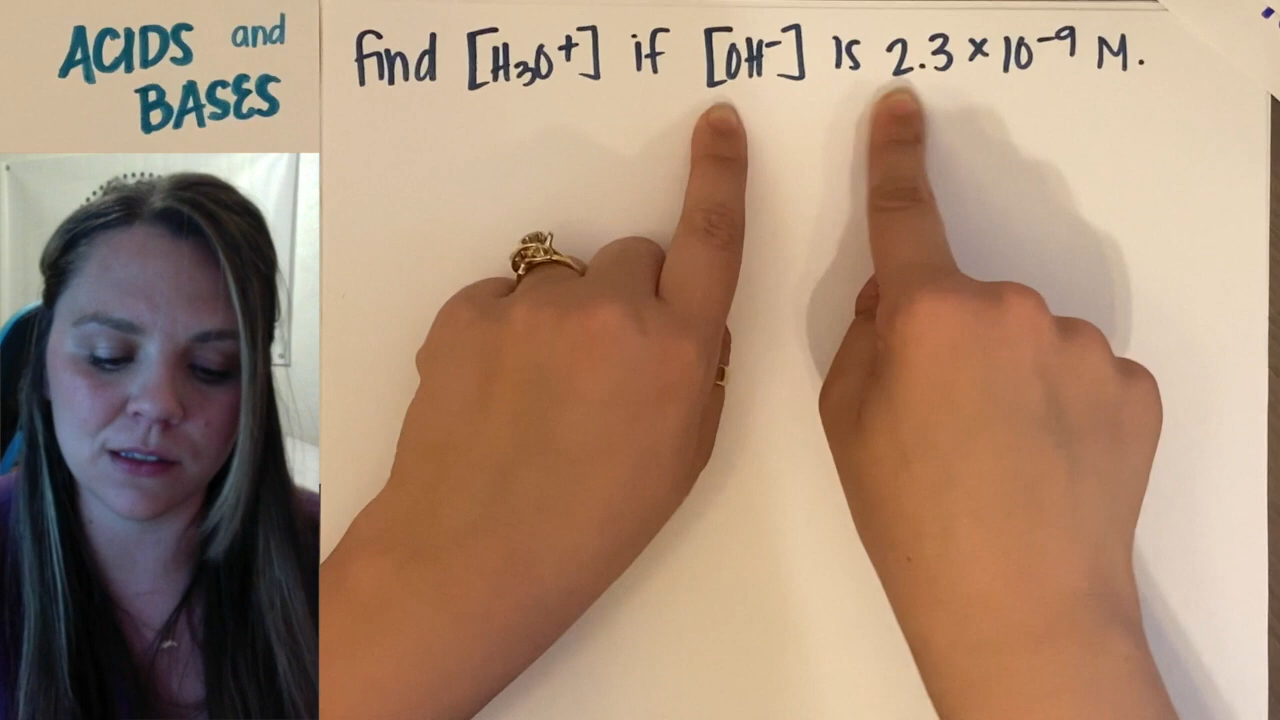 ACIDS and
BASES
find [H₃O⁺] if [OH⁻] is 2.3 × 10⁻⁹ M.